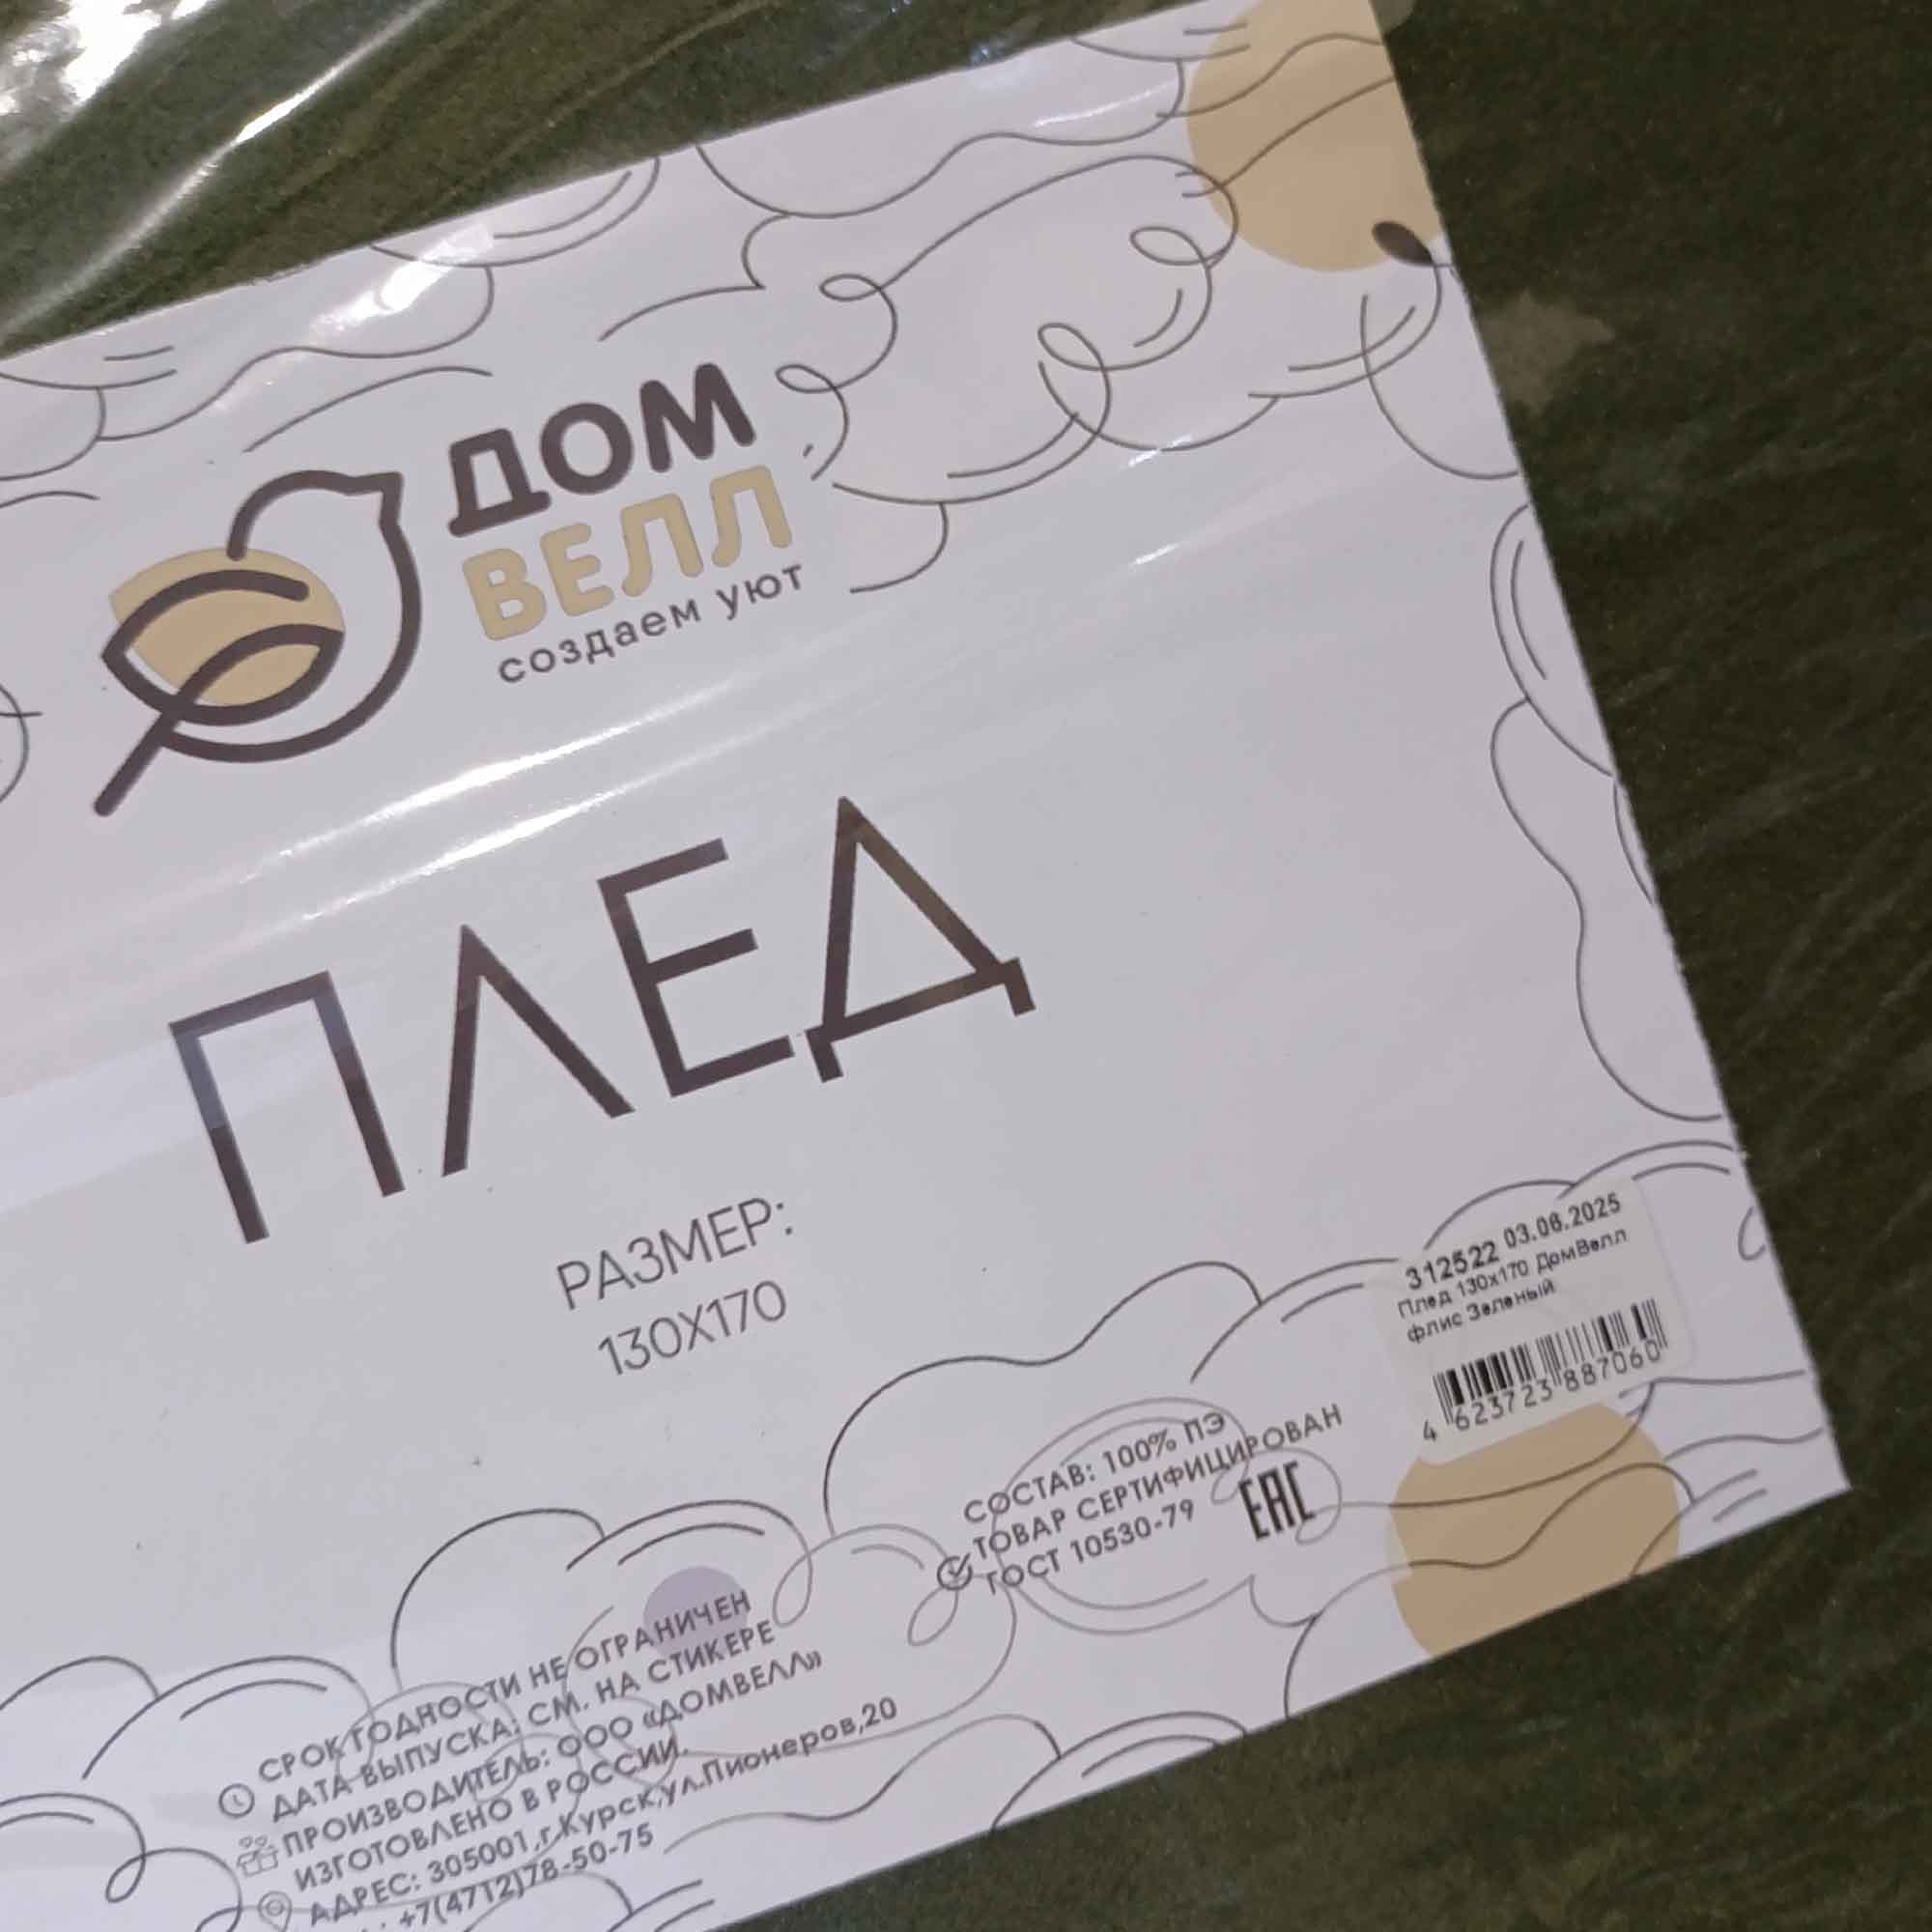 ДОМ
ВЕЛЛ
создаем уют
ПЛЕД
РАЗМЕР:
130X170
312522 03.06.2025
Плед 130х170 ДомВелл
флис Зеленый
4 623723 887060
СОСТАВ: 100% ПЭ
ТОВАР СЕРТИФИЦИРОВАН
ГОСТ 10530-79
EAC
СРОК ГОДНОСТИ НЕ ОГРАНИЧЕН
ДАТА ВЫПУСКА: СМ. НА СТИКЕРЕ
ПРОИЗВОДИТЕЛЬ: ООО «ДОМВЕЛЛ»
ИЗГОТОВЛЕНО В РОССИИ.
АДРЕС: 305001,г.Курск,ул.Пионеров,20
+7(4712)78-50-75